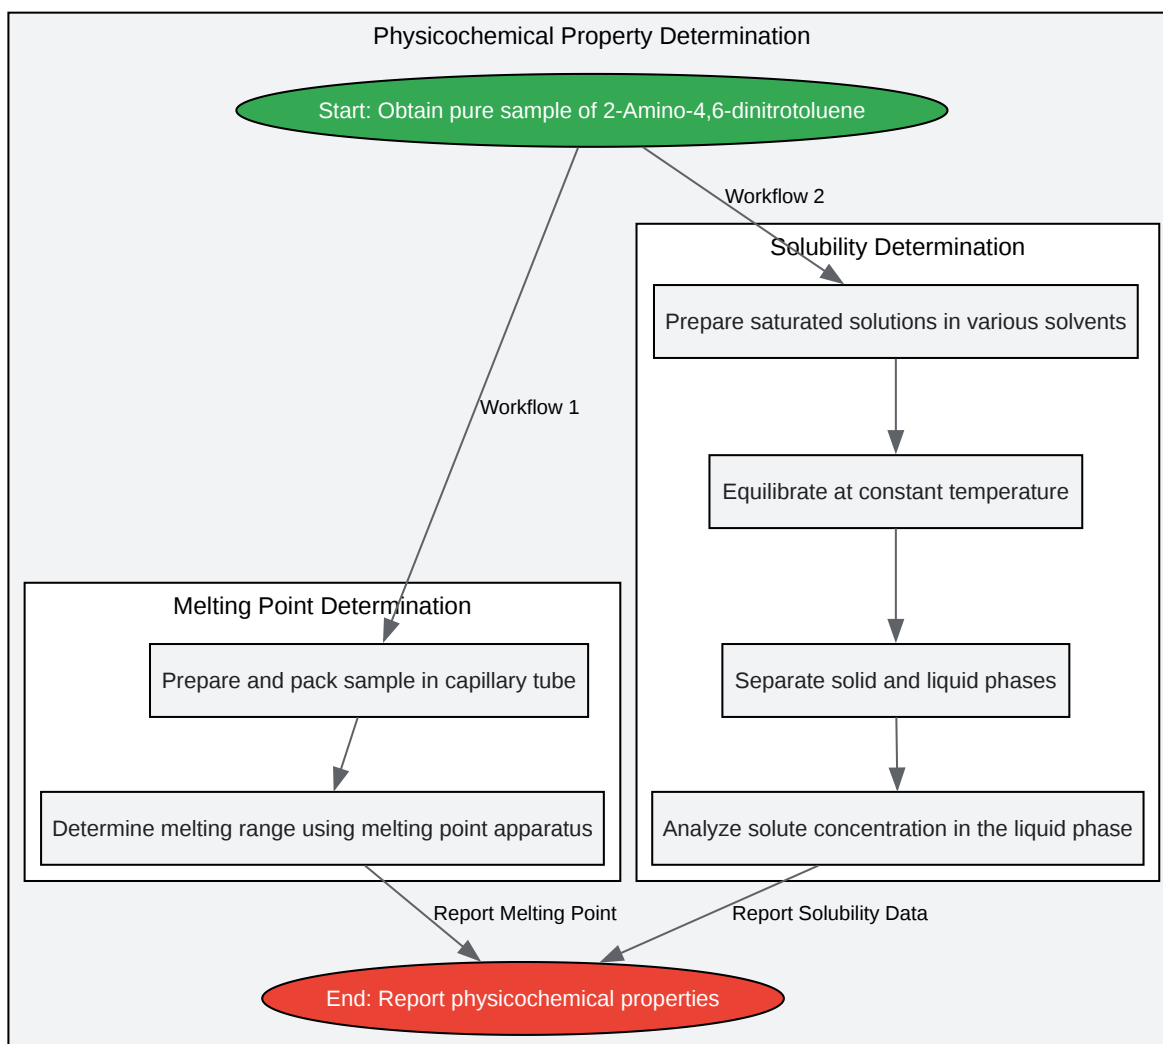 Physicochemical Property Determination
Start: Obtain pure sample of 2-Amino-4,6-dinitrotoluene
Workflow 2
Solubility Determination
Prepare saturated solutions in various solvents
Workflow 1
Equilibrate at constant temperature
Melting Point Determination
Prepare and pack sample in capillary tube
Separate solid and liquid phases
Determine melting range using melting point apparatus
Analyze solute concentration in the liquid phase
Report Melting Point
Report Solubility Data
End: Report physicochemical properties